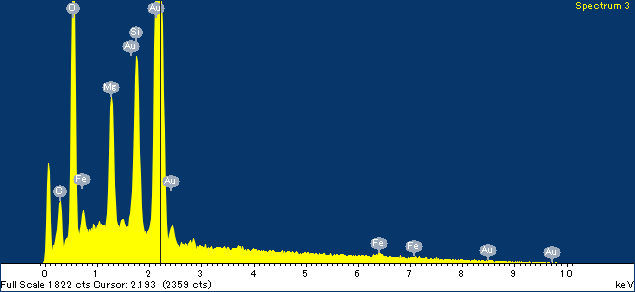 Spectrum 3
O Au
Si
Au
Mg
Fe Au
Fe Fe Au Au
0 1 2 3 4 5 6 7 8 9 10
Full Scale 1822 cts Cursor: 2.193 (2359 cts) keV